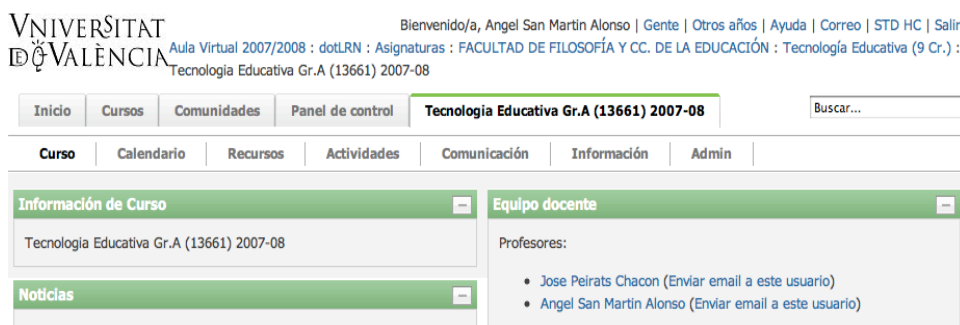 VNIVERSITAT
Bienvenido/a, Angel San Martin Alonso | Gente | Otros años | Ayuda | Correo | STD HC | Salir
D VALÈNCIA
Aula Virtual 2007/2008 : dotLRN : Asignaturas : FACULTAD DE FILOSOFÍA Y CC. DE LA EDUCACIÓN : Tecnología Educativa (9 Cr.) :
Tecnologia Educativa Gr.A (13661) 2007-08
Inicio Cursos Comunidades Panel de control Tecnologia Educativa Gr.A (13661) 2007-08 Buscar...
Curso Calendario Recursos Actividades Comunicación Información Admin
Información de Curso
Tecnologia Educativa Gr.A (13661) 2007-08
Noticias
Equipo docente
Profesores:
• Jose Peirats Chacon (Enviar email a este usuario)
• Angel San Martin Alonso (Enviar email a este usuario)